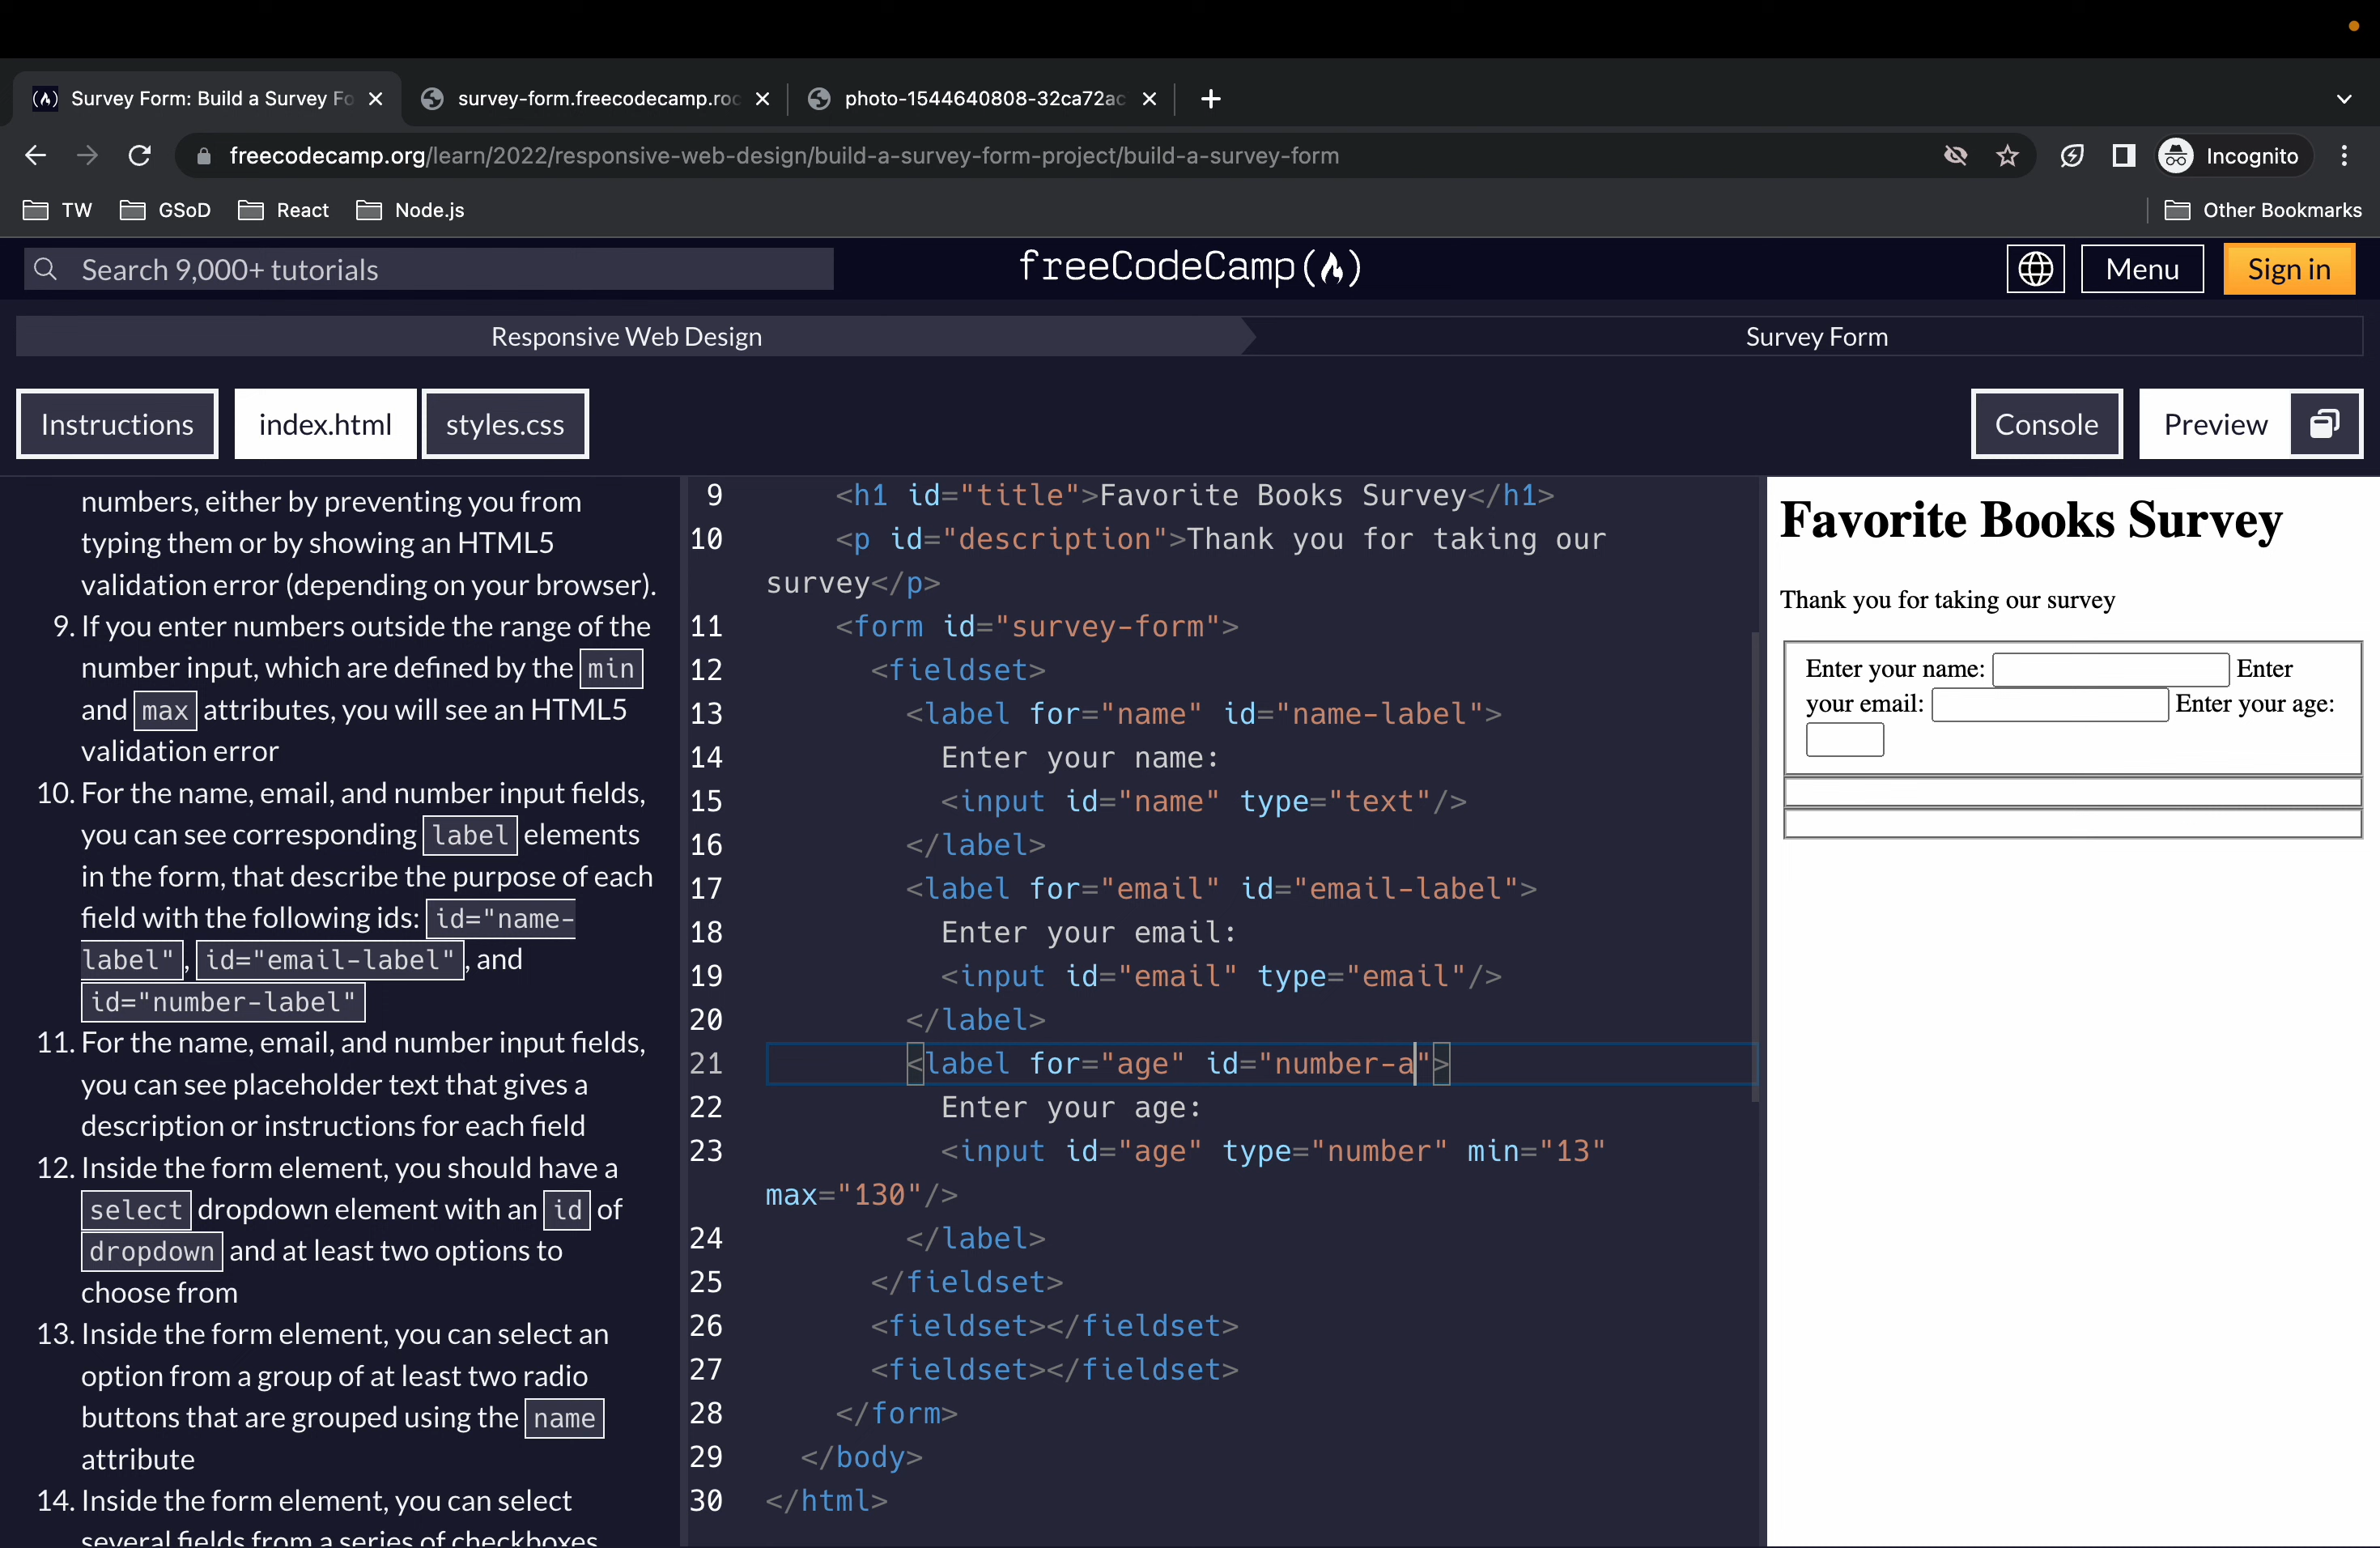 Survey Form: Build a Survey Fo
survey-form.freecodecamp.roc
photo-1544640808-32ca72ac
freecodecamp.org/learn/2022/responsive-web-design/build-a-survey-form-project/build-a-survey-form
Incognito
TW GSoD React Node.js Other Bookmarks
Search 9,000+ tutorials
freeCodeCamp
Menu
Sign in
Responsive Web Design
Survey Form
Instructions
index.html
styles.css
Console
Preview
numbers, either by preventing you from
typing them or by showing an HTML5
validation error (depending on your browser).
9. If you enter numbers outside the range of the
number input, which are defined by the min
and max attributes, you will see an HTML5
validation error
10. For the name, email, and number input fields,
you can see corresponding label elements
in the form, that describe the purpose of each
field with the following ids: id="name-
label", id="email-label", and
id="number-label"
11. For the name, email, and number input fields,
you can see placeholder text that gives a
description or instructions for each field
12. Inside the form element, you should have a
select dropdown element with an id of
dropdown and at least two options to
choose from
13. Inside the form element, you can select an
option from a group of at least two radio
buttons that are grouped using the name
attribute
14. Inside the form element, you can select
several fields from a series of checkboxes
9 <h1 id="title">Favorite Books Survey</h1>
10 <p id="description">Thank you for taking our
survey</p>
11 <form id="survey-form">
12 <fieldset>
13 <label for="name" id="name-label">
14 Enter your name:
15 <input id="name" type="text"/>
16 </label>
17 <label for="email" id="email-label">
18 Enter your email:
19 <input id="email" type="email"/>
20 </label>
21 <label for="age" id="number-a">
22 Enter your age:
23 <input id="age" type="number" min="13"
max="130"/>
24 </label>
25 </fieldset>
26 <fieldset></fieldset>
27 <fieldset></fieldset>
28 </form>
29 </body>
30 </html>
Favorite Books Survey
Thank you for taking our survey
Enter your name: Enter
your email: Enter your age: